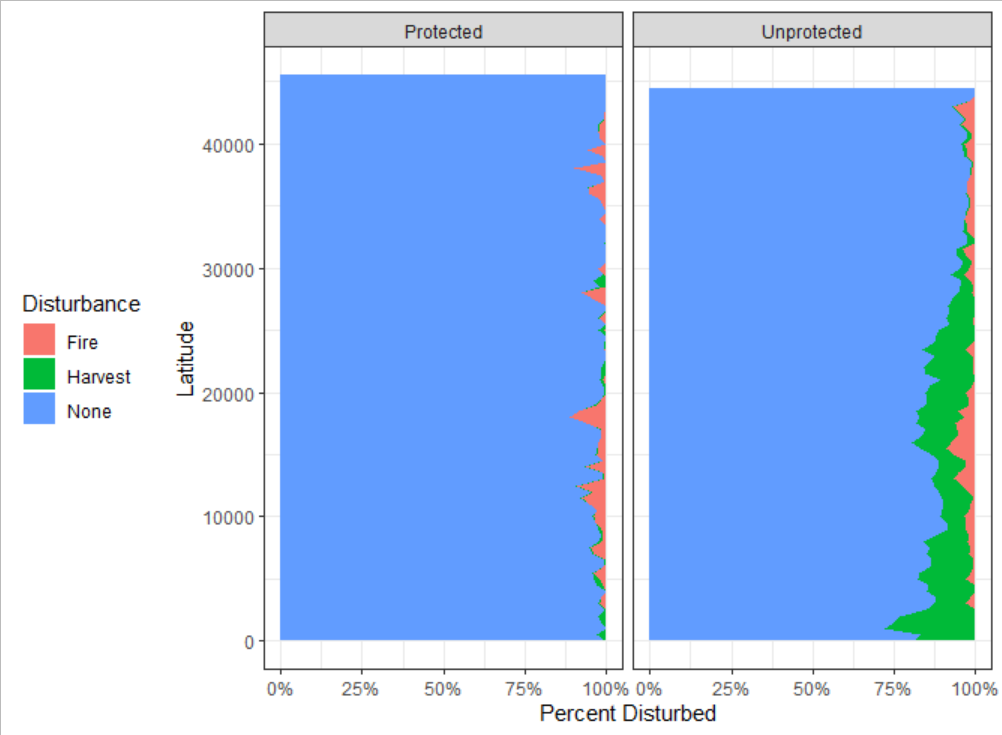 Protected
Unprotected
Disturbance
Fire
Harvest
None
Latitude
40000
30000
20000
10000
0
0%
25%
50%
75%
100%
0%
25%
50%
75%
100%
Percent Disturbed